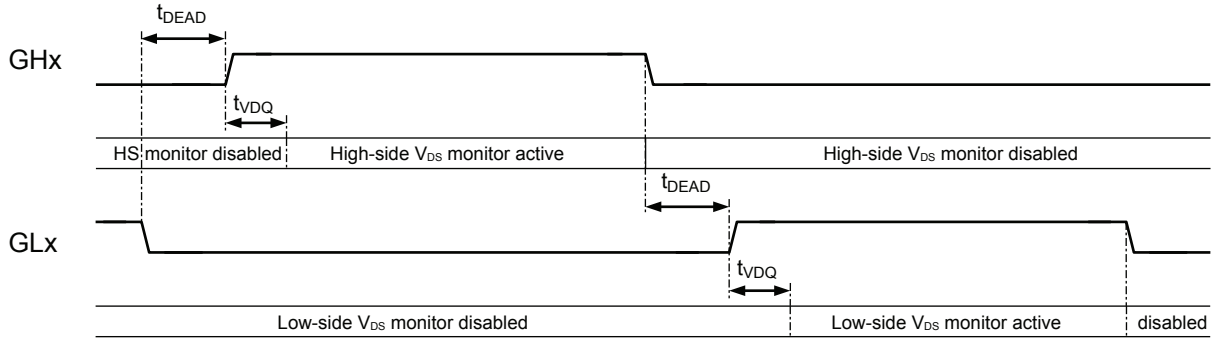 tDEAD
GHx
tVDQ
HS monitor disabled High-side VDS monitor active High-side VDS monitor disabled
tDEAD
GLx
tVDQ
Low-side VDS monitor disabled Low-side VDS monitor active disabled